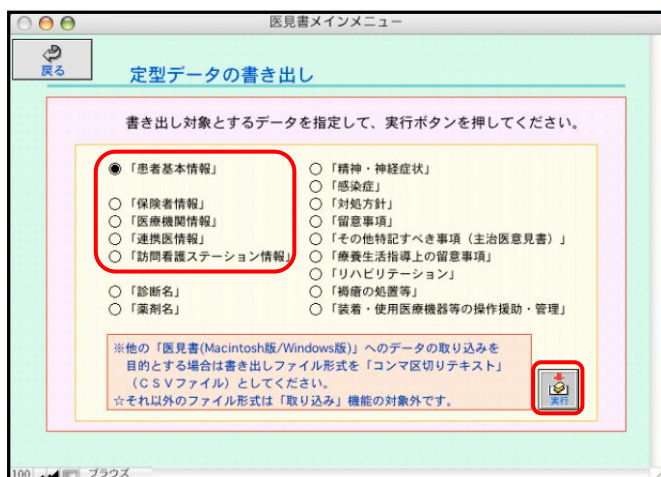 医見書メインメニュー
戻る
定型データの書き出し
書き出し対象とするデータを指定して、実行ボタンを押してください。
「患者基本情報」
「保険者情報」
「医療機関情報」
「連携医情報」
「訪問看護ステーション情報」
「診断名」
「薬剤名」
「精神・神経症状」
「感染症」
「対処方針」
「留意事項」
「その他特記すべき事項（主治医意見書）」
「療養生活指導上の留意事項」
「リハビリテーション」
「褥瘡の処置等」
「装着・使用医療機器等の操作援助・管理」
※他の「医見書(Macintosh版/Windows版)」へのデータの取り込みを
目的とする場合は書き出しファイル形式を「コンマ区切りテキスト」
（ＣＳＶファイル）としてください。
☆それ以外のファイル形式は「取り込み」機能の対象外です。
実行
100
ブラウズ